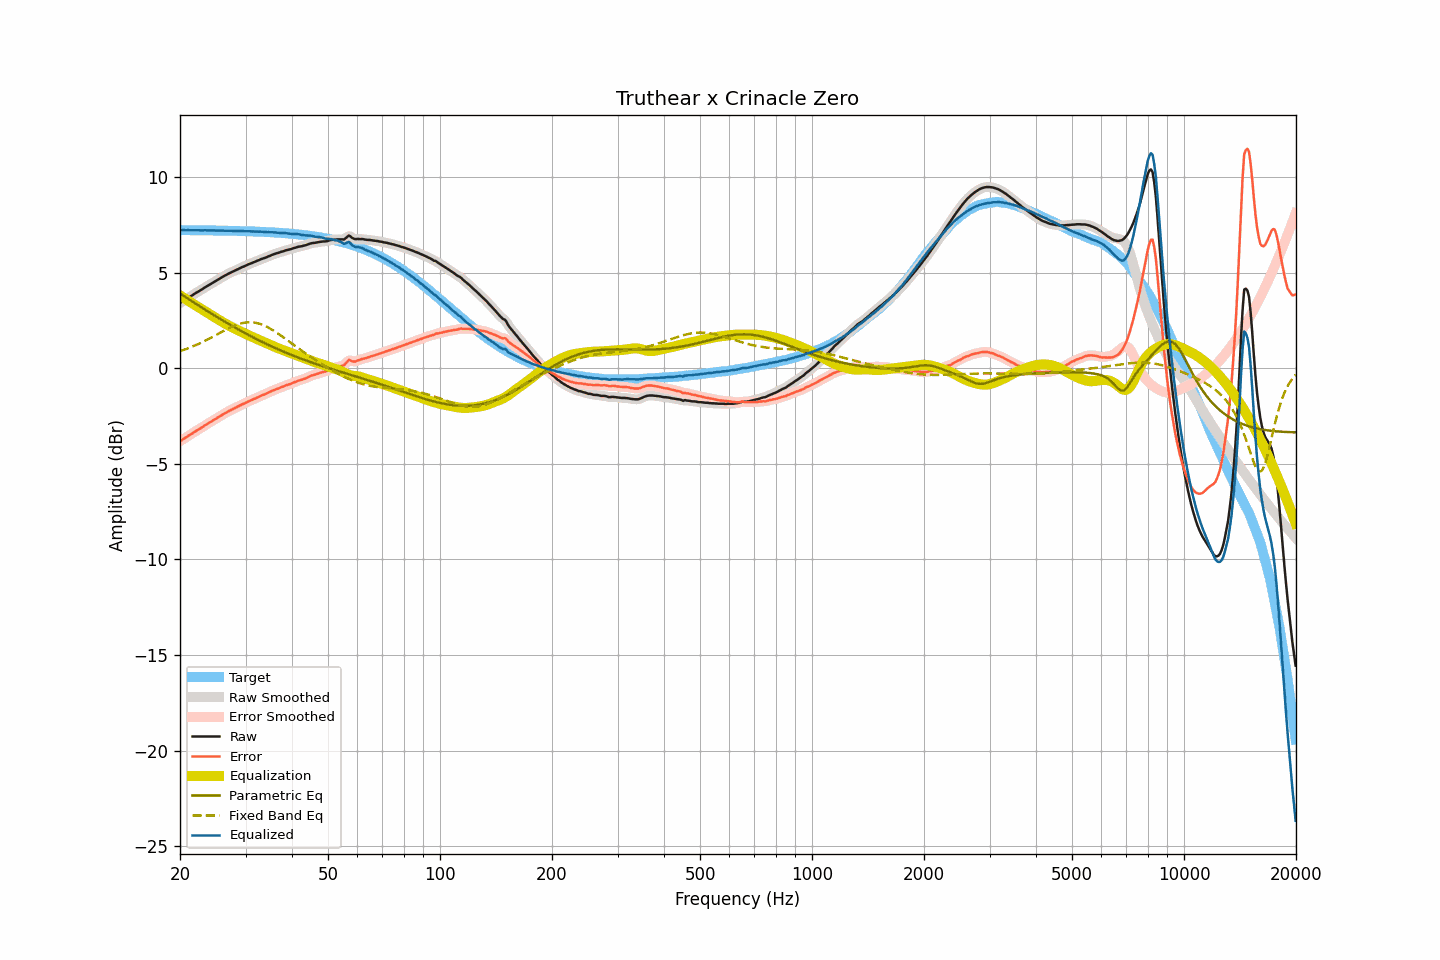 Truthear x Crinacle Zero
10
5
0
−5
−10
−15
−20
−25
Amplitude (dBr)
Target
Raw Smoothed
Error Smoothed
Raw
Error
Equalization
Parametric Eq
Fixed Band Eq
Equalized
20 50 100 200 500 1000 2000 5000 10000 20000
Frequency (Hz)